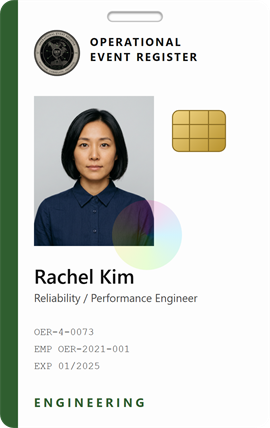 OPERATIONAL
EVENT REGISTER
Rachel Kim
Reliability / Performance Engineer
OER-4-0073
EMP OER-2021-001
EXP 01/2025
ENGINEERING